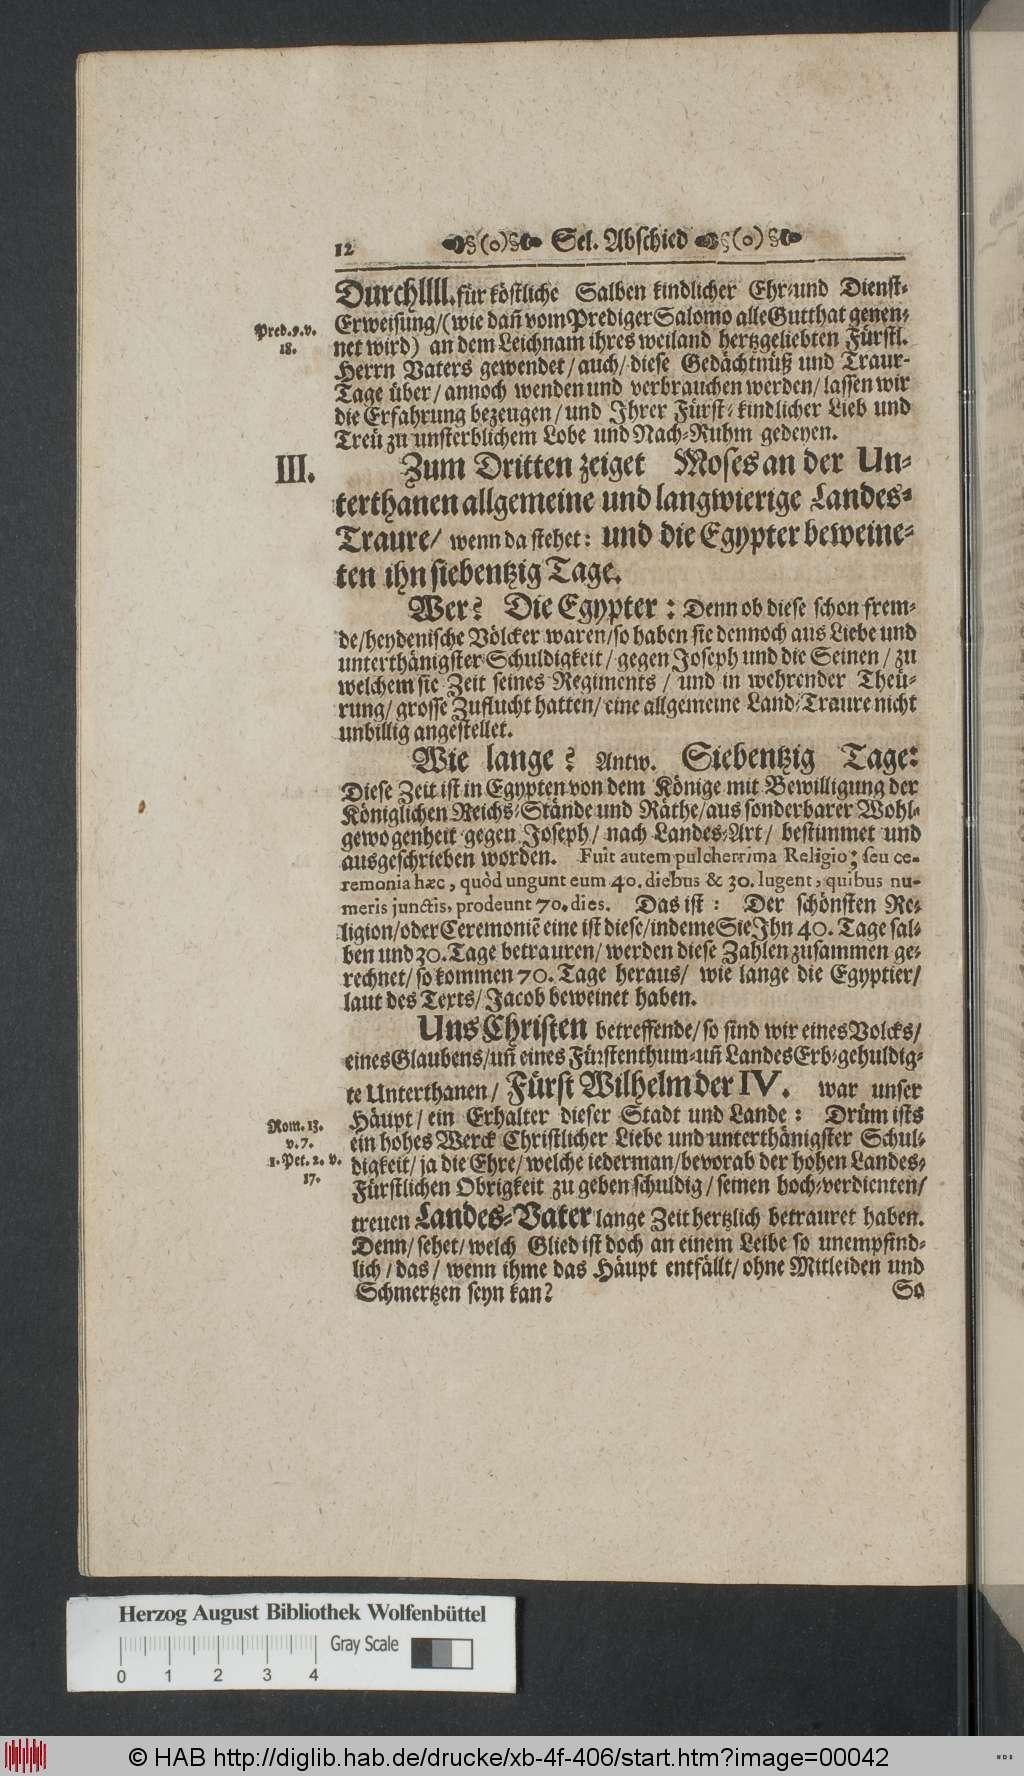 12 §(o)§ Sel. Abschied §(o)§
Durchllll. für köstliche Salben kindlicher Ehr-und Dienst-
Erweisung/(wie dañ vom Prediger Salomo alle Gutthat genen-
Pred. 9. v. 18.
net wird) an dem Leichnam ihres weiland hertzgeliebten Fürstl.
Herrn Vaters gewendet/auch/diese Gedächtnüß und Traur-
Tage über/annoch wenden und verbrauchen werden/lassen wir
die Erfahrung bezeugen/und Ihrer Fürst-kindlicher Lieb und
Treü zu unsterblichem Lobe und Nach-Ruhm gedeyen.
III. Zum Dritten zeiget Moses an der Un-
terthanen allgemeine und langwierige Landes-
Traure/ wenn da stehet: und die Egypter beweine-
ten ihn siebentzig Tage.
Wer? Die Egypter: Denn ob diese schon frem-
de/heydenische Völcker waren/so haben sie dennoch aus Liebe und
unterthänigster Schuldigkeit/gegen Joseph und die Seinen/zu
welchem sie Zeit seines Regiments/und in wehrender Theü-
rung/grosse Zuflucht hatten/eine allgemeine Land-Traure nicht
unbillig angestellet.
Wie lange? Antw. Siebentzig Tage:
Diese Zeit ist in Egypten von dem Könige mit Bewilligung der
Königlichen Reichs-Stände und Räthe/aus sonderbarer Wohl-
gewogenheit gegen Joseph/nach Landes-Art/bestimmet und
ausgeschrieben worden. Fuit autem pulcherrima Religio; seu ce-
remonia hæc, quòd ungunt eum 40. diebus & 30. lugent, quibus nu-
meris junctis, prodeunt 70. dies. Das ist: Der schönsten Re-
ligion/oder Ceremoniē eine ist diese/indeme Sie Ihn 40. Tage sal-
ben und 30. Tage betrauren/werden diese Zahlen zusammen ge-
rechnet/so kommen 70. Tage heraus/wie lange die Egyptier/
laut des Texts/Jacob beweinet haben.
Uns Christen betreffende/so sind wir eines Volcks/
eines Glaubens/uñ eines Fürstenthum-uñ Landes Erb-gehuldig-
te Unterthanen/Fürst Wilhelm der IV. war unser
Häupt/ein Erhalter dieser Stadt und Lande: Drüm ists
Rom. 13. v. 7.
ein hohes Werck Christlicher Liebe und unterthänigster Schul-
1. Pet. 2. v. 17.
digkeit/ja die Ehre/welche iederman/bevorab der hohen Landes-
Fürstlichen Obrigkeit zu geben schuldig/seinen hoch-verdienten/
treuen Landes-Vater lange Zeit hertzlich betrauret haben.
Denn/sehet/welch Glied ist doch an einem Leibe so unempfind-
lich/das/wenn ihme das Häupt entfällt/ohne Mitleiden und
Schmertzen seyn kan?
So
Herzog August Bibliothek Wolfenbüttel
0 1 2 3 4 Gray Scale
© HAB http://diglib.hab.de/drucke/xb-4f-406/start.htm?image=00042